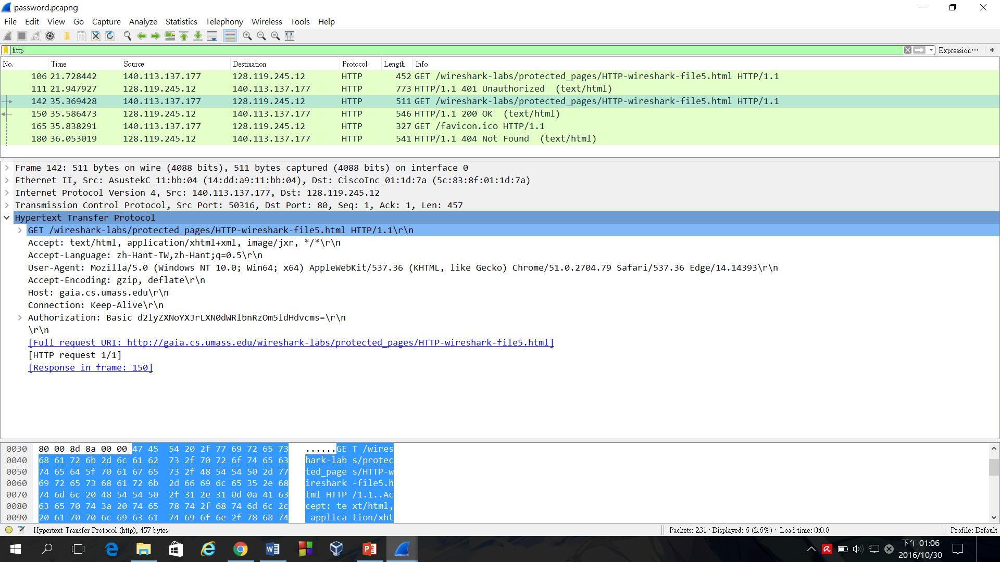 password.pcapng
File Edit View Go Capture Analyze Statistics Telephony Wireless Tools Help
http Expression… +
No. Time Source Destination Protocol Length Info
106 21.728442 140.113.137.177 128.119.245.12 HTTP 452 GET /wireshark-labs/protected_pages/HTTP-wireshark-file5.html HTTP/1.1
111 21.947927 128.119.245.12 140.113.137.177 HTTP 773 HTTP/1.1 401 Unauthorized (text/html)
142 35.369428 140.113.137.177 128.119.245.12 HTTP 511 GET /wireshark-labs/protected_pages/HTTP-wireshark-file5.html HTTP/1.1
150 35.586473 128.119.245.12 140.113.137.177 HTTP 546 HTTP/1.1 200 OK (text/html)
165 35.838291 140.113.137.177 128.119.245.12 HTTP 327 GET /favicon.ico HTTP/1.1
180 36.053019 128.119.245.12 140.113.137.177 HTTP 541 HTTP/1.1 404 Not Found (text/html)
Frame 142: 511 bytes on wire (4088 bits), 511 bytes captured (4088 bits) on interface 0
Ethernet II, Src: AsustekC_11:bb:04 (14:dd:a9:11:bb:04), Dst: CiscoInc_01:1d:7a (5c:83:8f:01:1d:7a)
Internet Protocol Version 4, Src: 140.113.137.177, Dst: 128.119.245.12
Transmission Control Protocol, Src Port: 50316, Dst Port: 80, Seq: 1, Ack: 1, Len: 457
Hypertext Transfer Protocol
GET /wireshark-labs/protected_pages/HTTP-wireshark-file5.html HTTP/1.1\r\n
Accept: text/html, application/xhtml+xml, image/jxr, */*\r\n
Accept-Language: zh-Hant-TW,zh-Hant;q=0.5\r\n
User-Agent: Mozilla/5.0 (Windows NT 10.0; Win64; x64) AppleWebKit/537.36 (KHTML, like Gecko) Chrome/51.0.2704.79 Safari/537.36 Edge/14.14393\r\n
Accept-Encoding: gzip, deflate\r\n
Host: gaia.cs.umass.edu\r\n
Connection: Keep-Alive\r\n
Authorization: Basic d2lyZXNoYXJrLXN0dWRlbnRzOm5ldHdvcms=\r\n
\r\n
[Full request URI: http://gaia.cs.umass.edu/wireshark-labs/protected_pages/HTTP-wireshark-file5.html]
[HTTP request 1/1]
[Response in frame: 150]
0030 80 00 8d 8a 00 00 47 45 54 20 2f 77 69 72 65 73 ......GE T /wires
0040 68 61 72 6b 2d 6c 61 62 73 2f 70 72 6f 74 65 63 hark-lab s/protec
0050 74 65 64 5f 70 61 67 65 73 2f 48 54 54 50 2d 77 ted_page s/HTTP-w
0060 69 72 65 73 68 61 72 6b 2d 66 69 6c 65 35 2e 68 ireshark -file5.h
0070 74 6d 6c 20 48 54 54 50 2f 31 2e 31 0d 0a 41 63 tml HTTP /1.1..Ac
0080 63 65 70 74 3a 20 74 65 78 74 2f 68 74 6d 6c 2c cept: te xt/html,
0090 20 61 70 70 6c 69 63 61 74 69 6f 6e 2f 78 68 74 applica tion/xht
Hypertext Transfer Protocol (http), 457 bytes Packets: 231 · Displayed: 6 (2.6%) · Load time: 0:0.8 Profile: Default
下午 01:06
2016/10/30